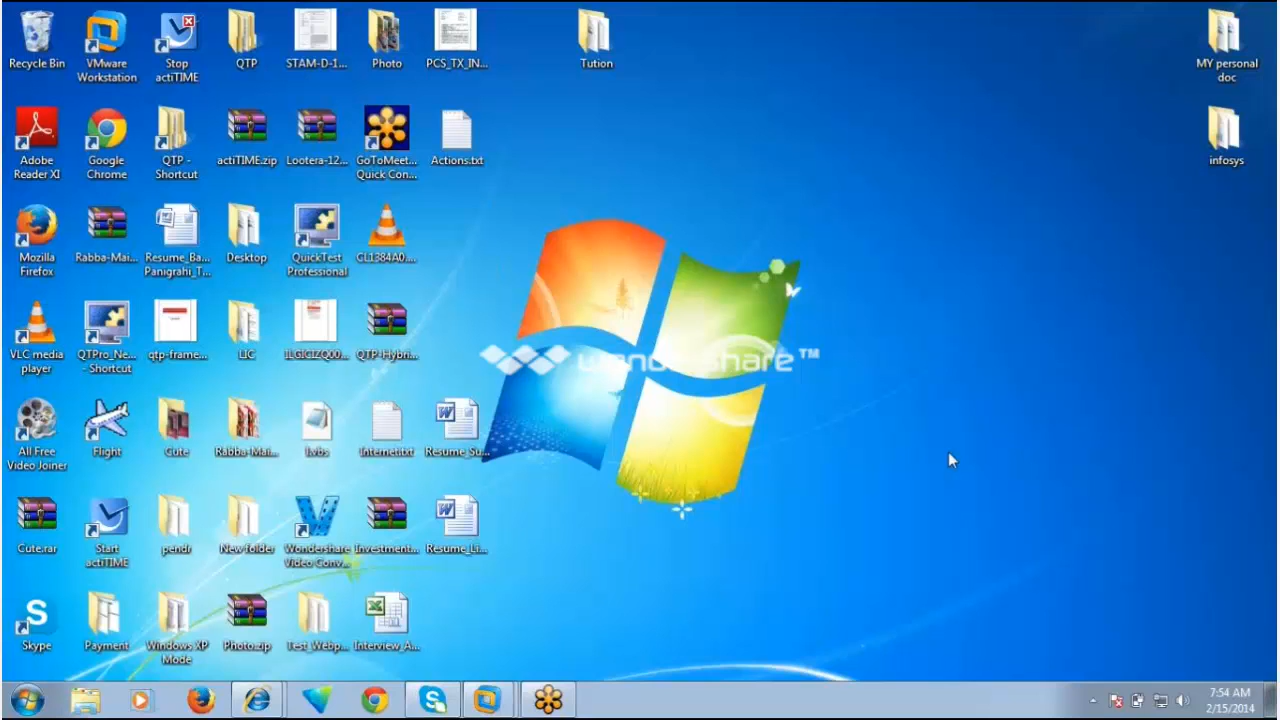 Recycle Bin
VMware
Workstation
Stop
actiTIME
QTP
STAM-D-1...
Photo
PCS_TX_IN...
Tution
MY personal
doc
Adobe
Reader XI
Google
Chrome
QTP -
Shortcut
actiTIME.zip
Lootera-12...
GoToMeet...
Quick Con...
Actions.txt
infosys
Mozilla
Firefox
Rabba-Mai...
Resume_Ba...
Panigrahi_T...
Desktop
QuickTest
Professional
CL1384A0....
VLC media
player
QTPro_Ne...
- Shortcut
qtp-frame...
LIC
ILGICIZQ00...
QTP-Hybri...
wondershare™
All Free
Video Joiner
Flight
Cute
Rabba-Mai...
1.vbs
Internet.txt
Resume_Su...
Cute.rar
Start
actiTIME
pendr
New folder
Wondershare
Video Conv...
Investment...
Resume_Li...
Skype
Payment
Windows XP
Mode
Photo.zip
Test_Webp...
Interview_A...
7:54 AM
2/15/2014